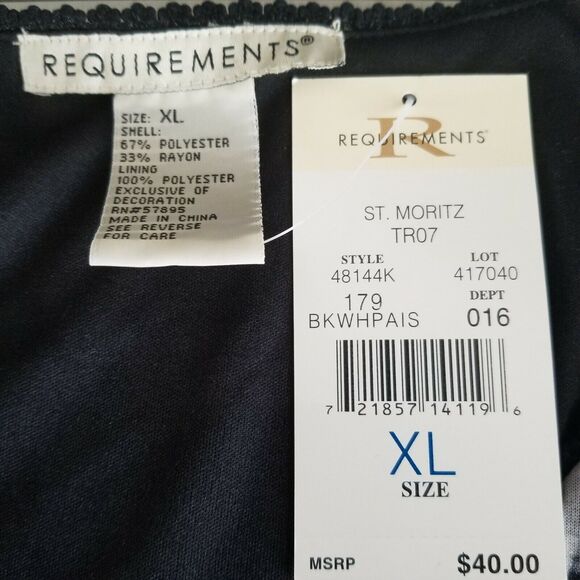 REQUIREMENTS®
SIZE: XL
SHELL:
67% POLYESTER
33% RAYON
LINING
100% POLYESTER
EXCLUSIVE OF
DECORATION
RN#57895
MADE IN CHINA
SEE REVERSE
FOR CARE
R
REQUIREMENTS
ST. MORITZ
TR07
STYLE LOT
48144K 417040
179 DEPT
BKWHPAIS 016
7 21857 14119 6
XL
SIZE
MSRP $40.00